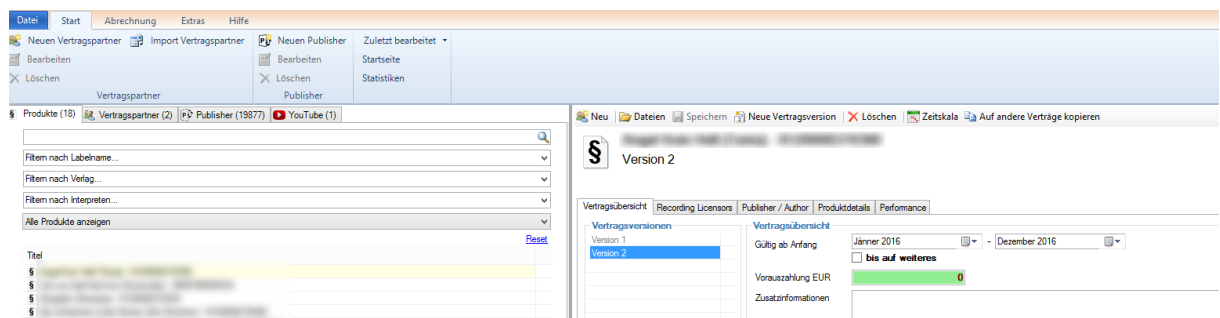 Datei Start Abrechnung Extras Hilfe
Neuen Vertragspartner Import Vertragspartner Neuen Publisher Zuletzt bearbeitet
Bearbeiten Bearbeiten Startseite
Löschen Löschen Statistiken
Vertragspartner Publisher
§ Produkte (18) Vertragspartner (2) Publisher (19877) YouTube (1)
Filtern nach Labelname...
Filtern nach Verlag...
Filtern nach Interpreten...
Alle Produkte anzeigen
Reset
Titel
§
§
§
§
Neu Dateien Speichern Neue Vertragsversion Löschen Zeitskala Auf andere Verträge kopieren
§
Version 2
Vertragsübersicht Recording Licensors Publisher / Author Produktdetails Performance
Vertragsversionen
Version 1
Version 2
Vertragsübersicht
Gültig ab Anfang Jänner 2016 - Dezember 2016
bis auf weiteres
Vorauszahlung EUR 0
Zusatzinformationen